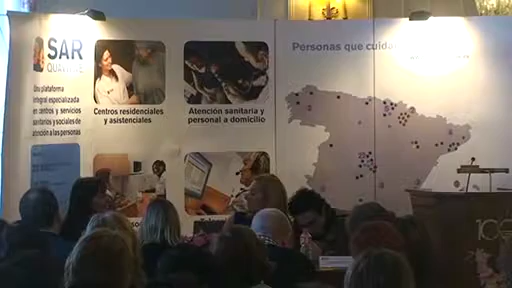 SAR
QUAVITAE
Una plataforma
integral especializada
en centros y servicios
sanitarios y sociales de
atención a las personas
Centros residenciales
y asistenciales
Atención sanitaria y
personal a domicilio
Personas que cuidan
100